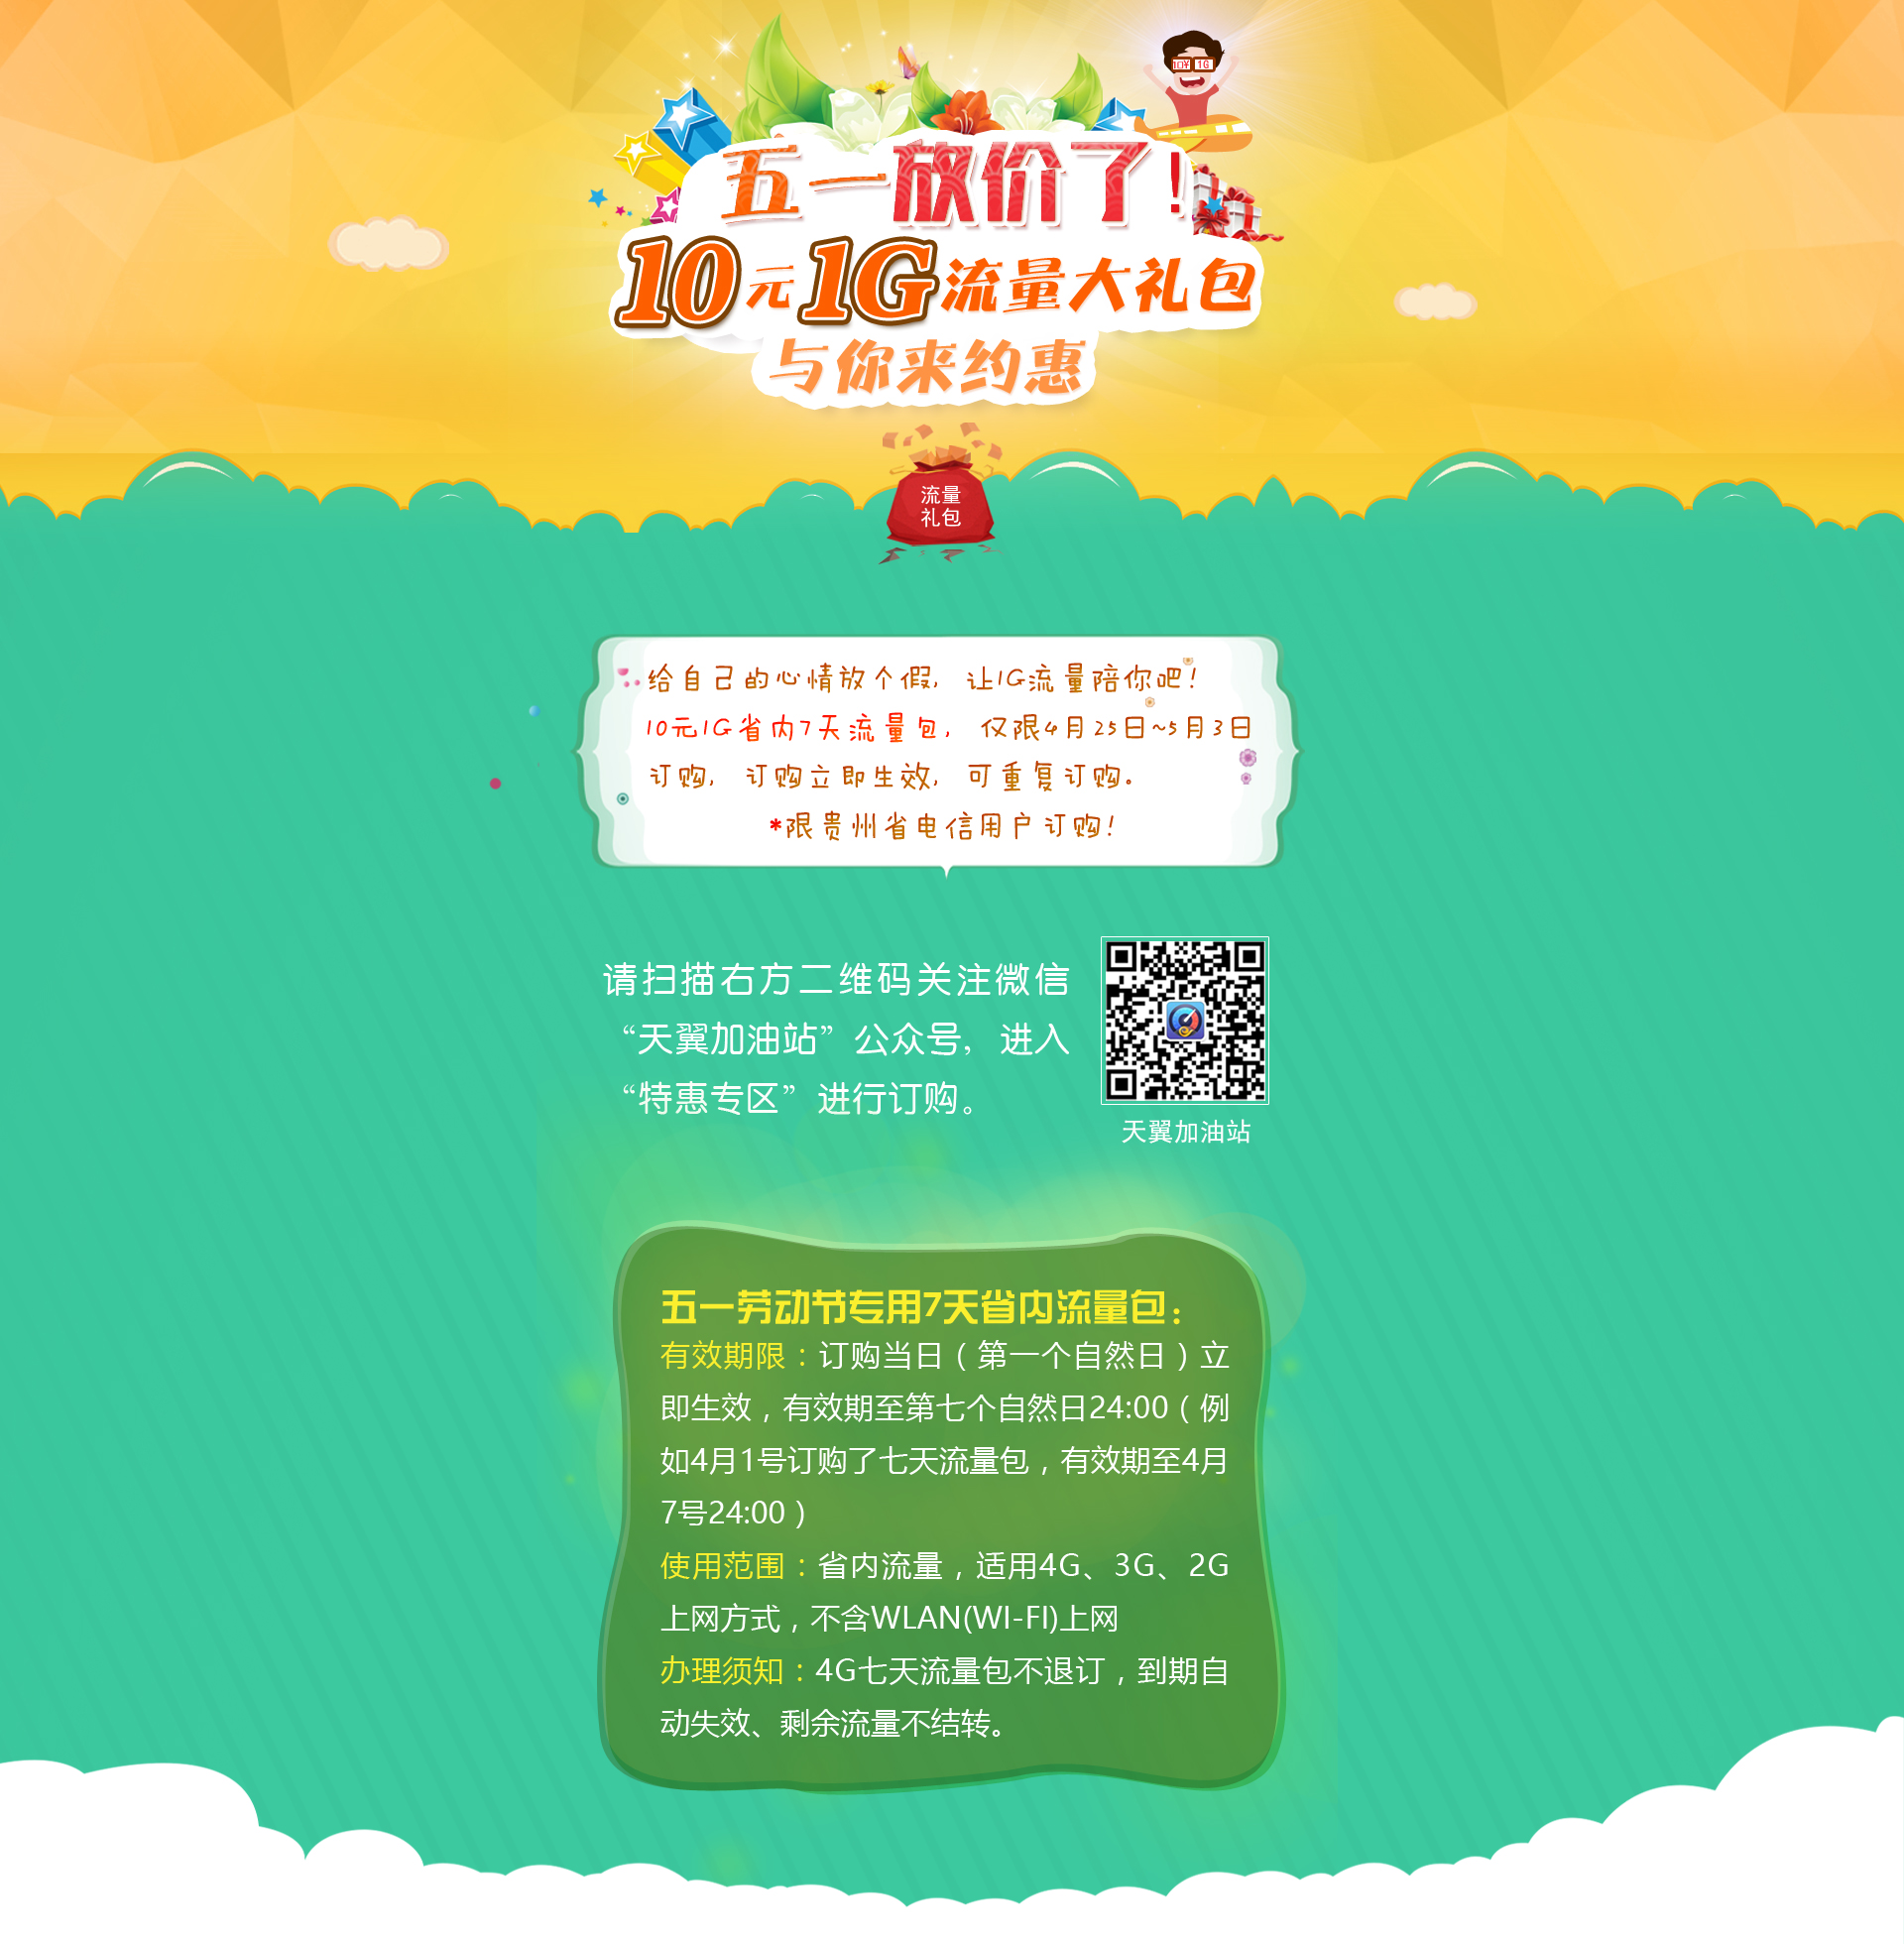 10¥ 1G
五一放价了!
10元1G流量大礼包
与你来约惠
流量
礼包
给自己的心情放个假, 让1G流量陪你吧!
10元1G省内7天流量包, 仅限4月25日~5月3日
订购, 订购立即生效, 可重复订购。
*限贵州省电信用户订购!
请扫描右方二维码关注微信
“天翼加油站”公众号, 进入
“特惠专区”进行订购。
天翼加油站
五一劳动节专用7天省内流量包:
有效期限：订购当日（第一个自然日）立
即生效，有效期至第七个自然日24:00（例
如4月1号订购了七天流量包，有效期至4月
7号24:00）
使用范围：省内流量，适用4G、3G、2G
上网方式，不含WLAN(WI-FI)上网
办理须知：4G七天流量包不退订，到期自
动失效、剩余流量不结转。